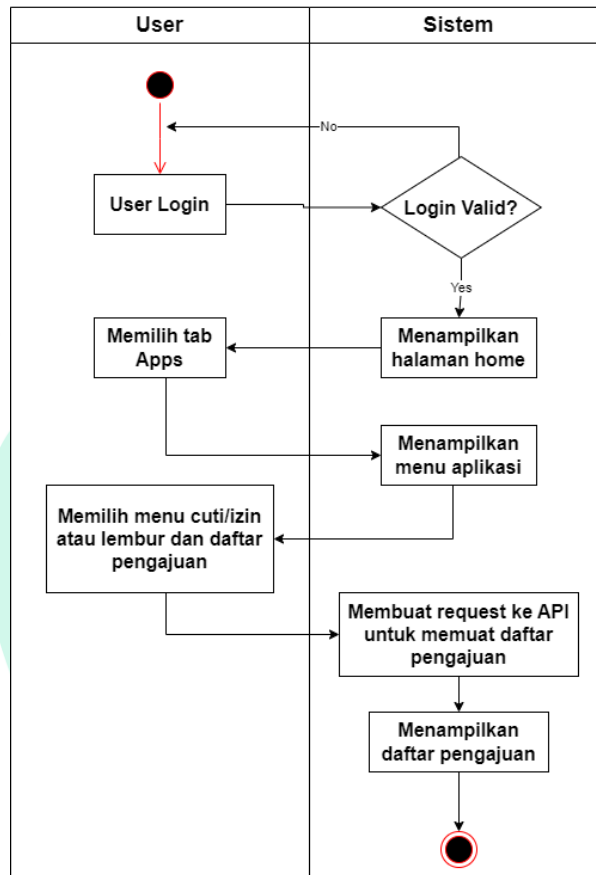 User
Sistem
No
User Login
Login Valid?
Yes
Memilih tab
Apps
Menampilkan
halaman home
Menampilkan
menu aplikasi
Memilih menu cuti/izin
atau lembur dan daftar
pengajuan
Membuat request ke API
untuk memuat daftar
pengajuan
Menampilkan
daftar pengajuan